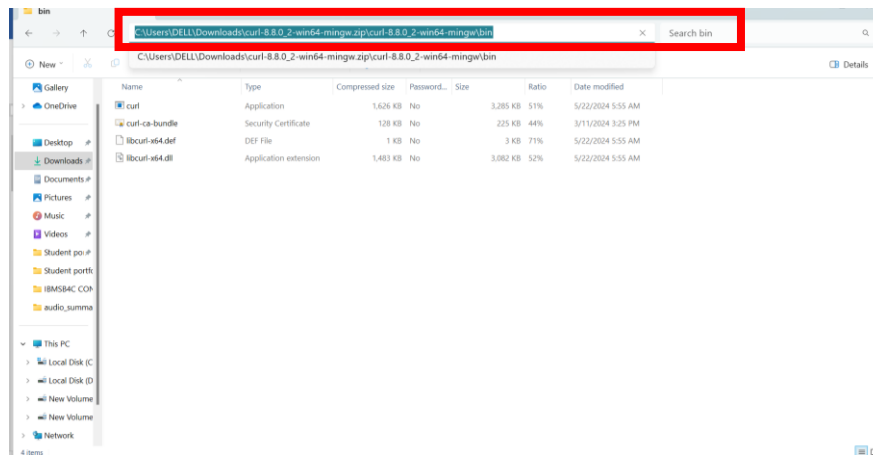 bin
C:\Users\DELL\Downloads\curl-8.8.0_2-win64-mingw.zip\curl-8.8.0_2-win64-mingw\bin
Search bin
C:\Users\DELL\Downloads\curl-8.8.0_2-win64-mingw.zip\curl-8.8.0_2-win64-mingw\bin
New
Details
Name Type Compressed size Password... Size Ratio Date modified
curl Application 1,626 KB No 3,285 KB 51% 5/22/2024 5:55 AM
curl-ca-bundle Security Certificate 128 KB No 225 KB 44% 3/11/2024 3:25 PM
libcurl-x64.def DEF File 1 KB No 3 KB 71% 5/22/2024 5:55 AM
libcurl-x64.dll Application extension 1,483 KB No 3,082 KB 52% 5/22/2024 5:55 AM
Gallery
OneDrive
Desktop
Downloads
Documents
Pictures
Music
Videos
Student po
Student portfo
IBMSB4C CON
audio_summa
This PC
Local Disk (C
Local Disk (D
New Volume
New Volume
Network
4 items